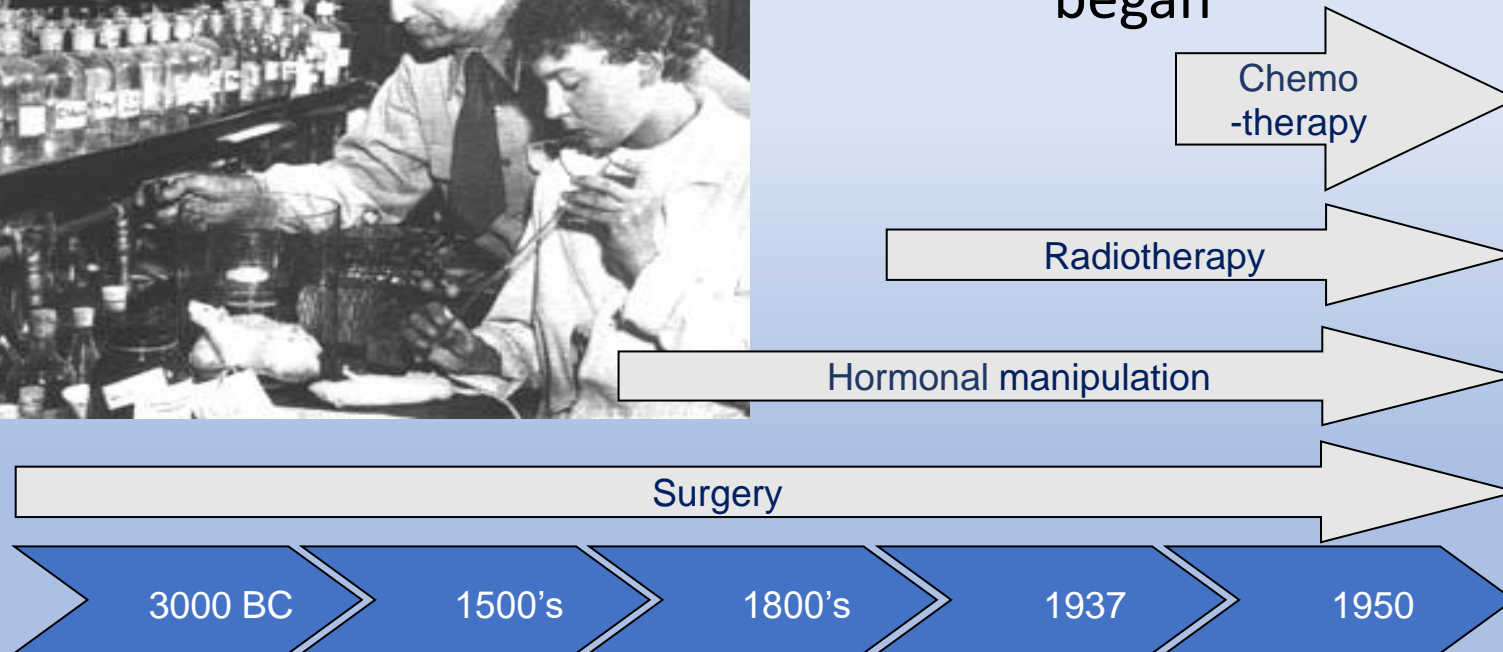 began
Chemo
-therapy
Radiotherapy
Hormonal manipulation
Surgery
3000 BC
1500’s
1800’s
1937
1950